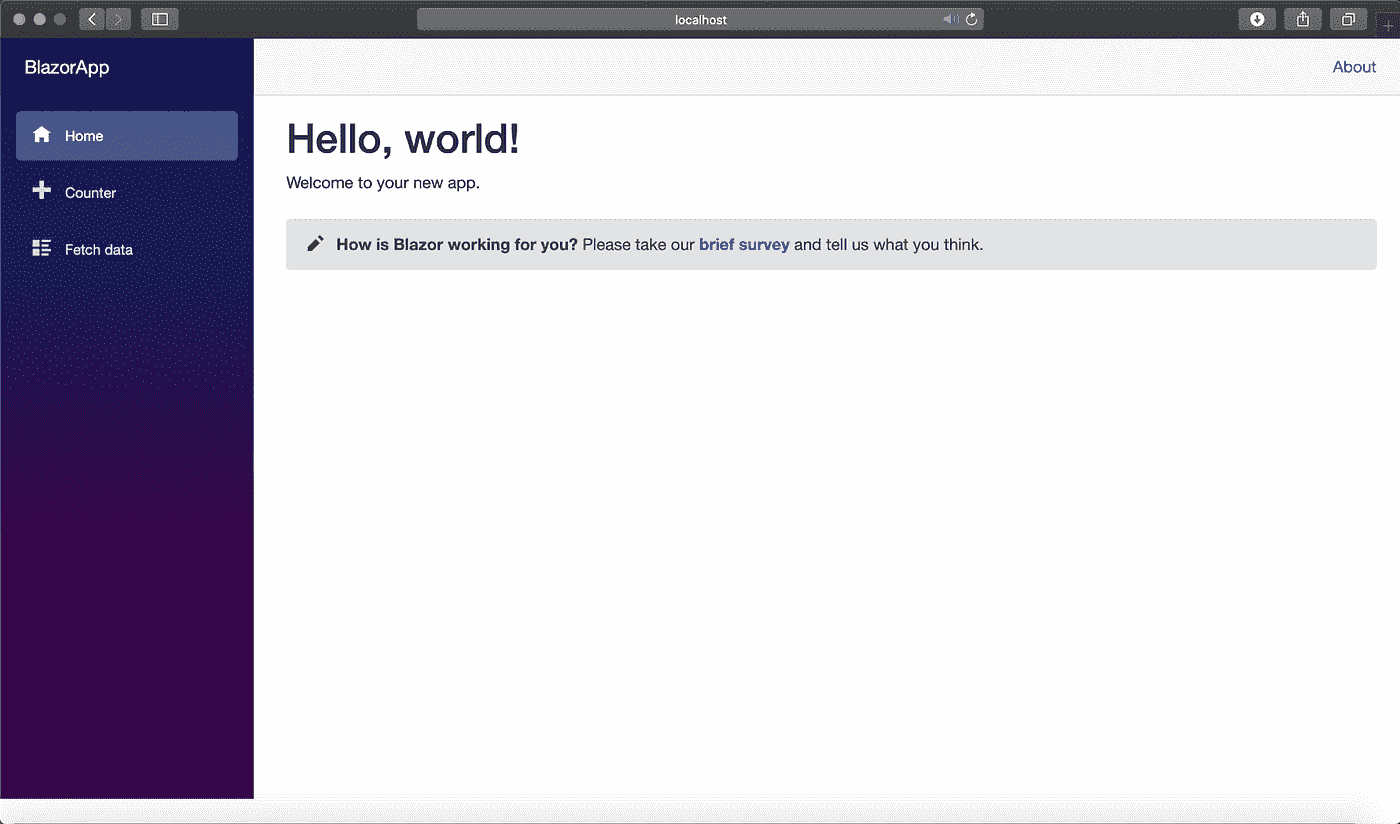 localhost
BlazorApp
About
Home
Counter
Fetch data
Hello, world!
Welcome to your new app.
How is Blazor working for you? Please take our brief survey and tell us what you think.